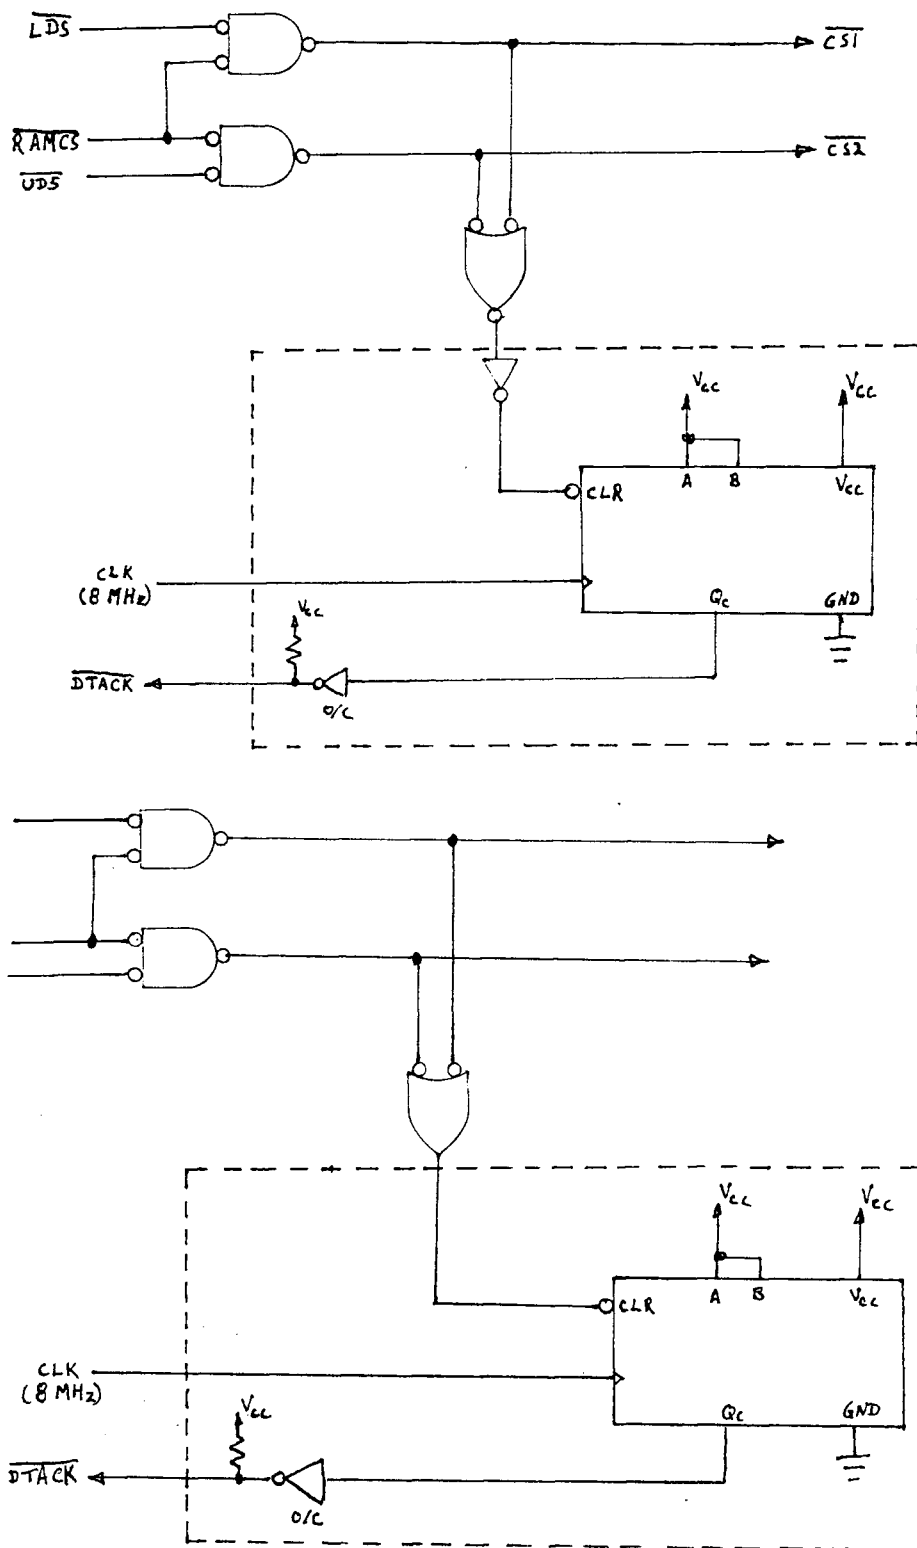 LDS
CS1
RAMCS
CS2
UDS
Vcc
Vcc
CLR
A
B
Vcc
CLK
(8 MHz)
Qc
GND
Vcc
DTACK
O/C
Vcc
Vcc
CLR
A
B
Vcc
CLK
(8 MHz)
Qc
GND
Vcc
DTACK
O/C